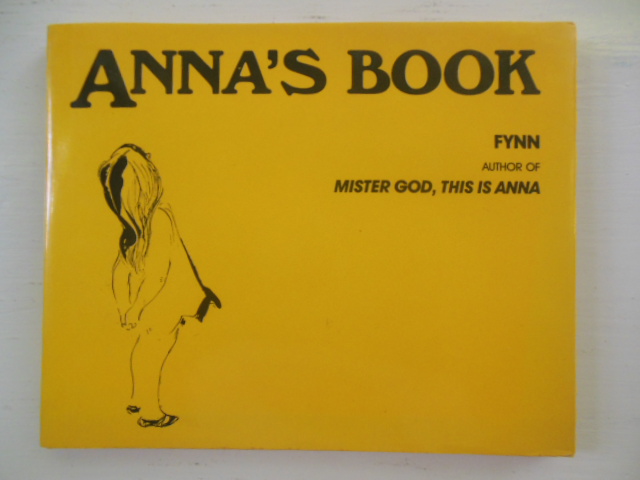 ANNA'S BOOK
FYNN
AUTHOR OF
MISTER GOD, THIS IS ANNA